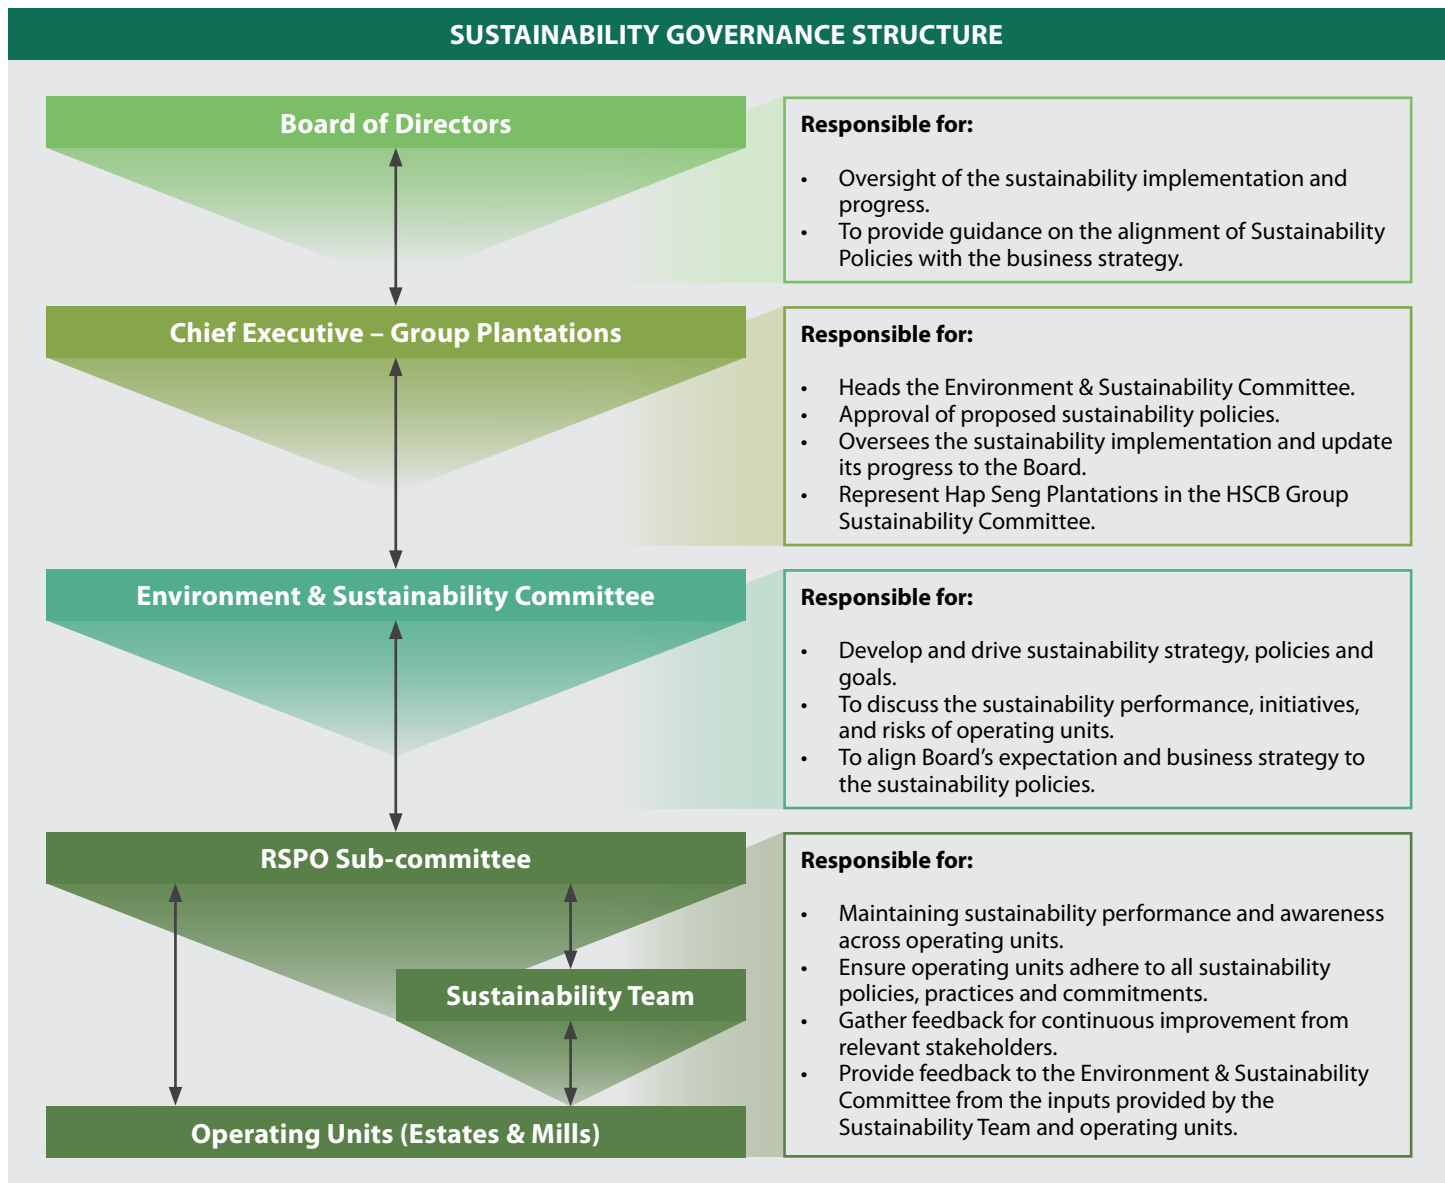 SUSTAINABILITY GOVERNANCE STRUCTURE
Board of Directors
Responsible for:
• Oversight of the sustainability implementation and
progress.
• To provide guidance on the alignment of Sustainability
Policies with the business strategy.
Chief Executive – Group Plantations
Responsible for:
• Heads the Environment & Sustainability Committee.
• Approval of proposed sustainability policies.
• Oversees the sustainability implementation and update
its progress to the Board.
• Represent Hap Seng Plantations in the HSCB Group
Sustainability Committee.
Environment & Sustainability Committee
Responsible for:
• Develop and drive sustainability strategy, policies and
goals.
• To discuss the sustainability performance, initiatives,
and risks of operating units.
• To align Board’s expectation and business strategy to
the sustainability policies.
RSPO Sub-committee
Sustainability Team
Operating Units (Estates & Mills)
Responsible for:
• Maintaining sustainability performance and awareness
across operating units.
• Ensure operating units adhere to all sustainability
policies, practices and commitments.
• Gather feedback for continuous improvement from
relevant stakeholders.
• Provide feedback to the Environment & Sustainability
Committee from the inputs provided by the
Sustainability Team and operating units.